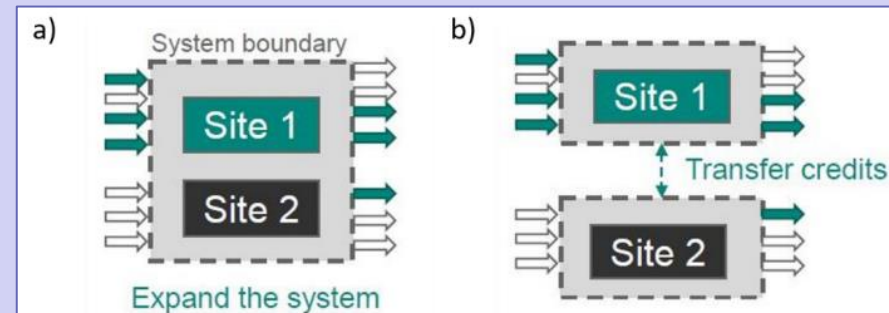 a)
System boundary
Site 1
Site 2
Expand the system
b)
Site 1
Transfer credits
Site 2